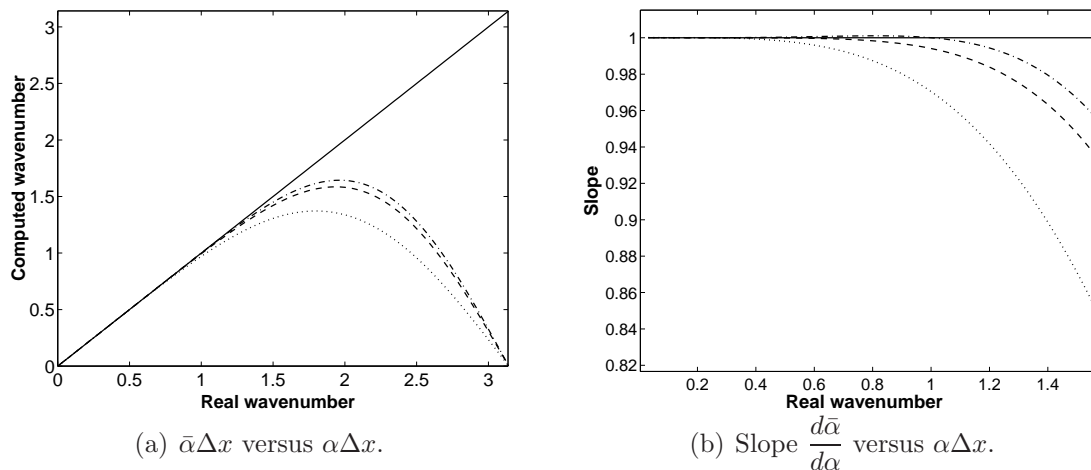 3
2.5
2
1.5
1
0.5
0
0 0.5 1 1.5 2 2.5 3
Computed wavenumber
Real wavenumber
(a) ᾱΔx versus αΔx.
1
0.98
0.96
0.94
0.92
0.9
0.88
0.86
0.84
0.82
0.2 0.4 0.6 0.8 1 1.2 1.4
Slope
Real wavenumber
(b) Slope dᾱ/dα versus αΔx.